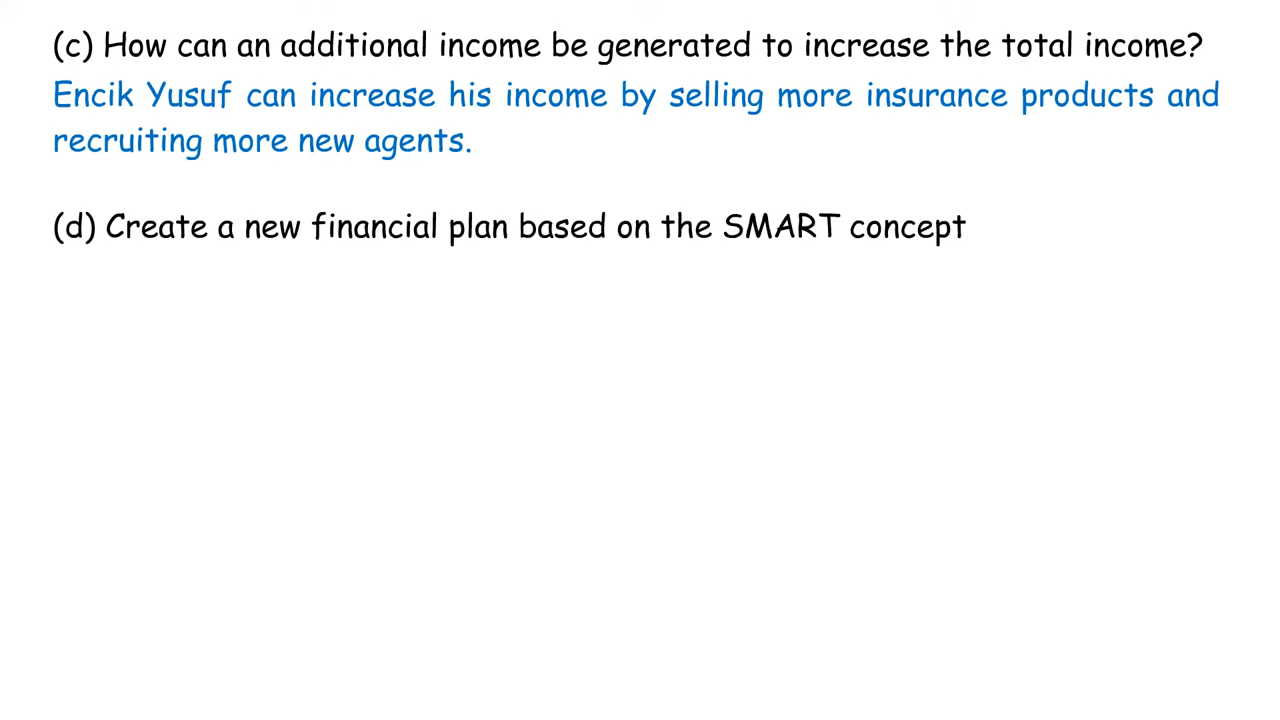 (c) How can an additional income be generated to increase the total income?
Encik Yusuf can increase his income by selling more insurance products and
recruiting more new agents.
(d) Create a new financial plan based on the SMART concept